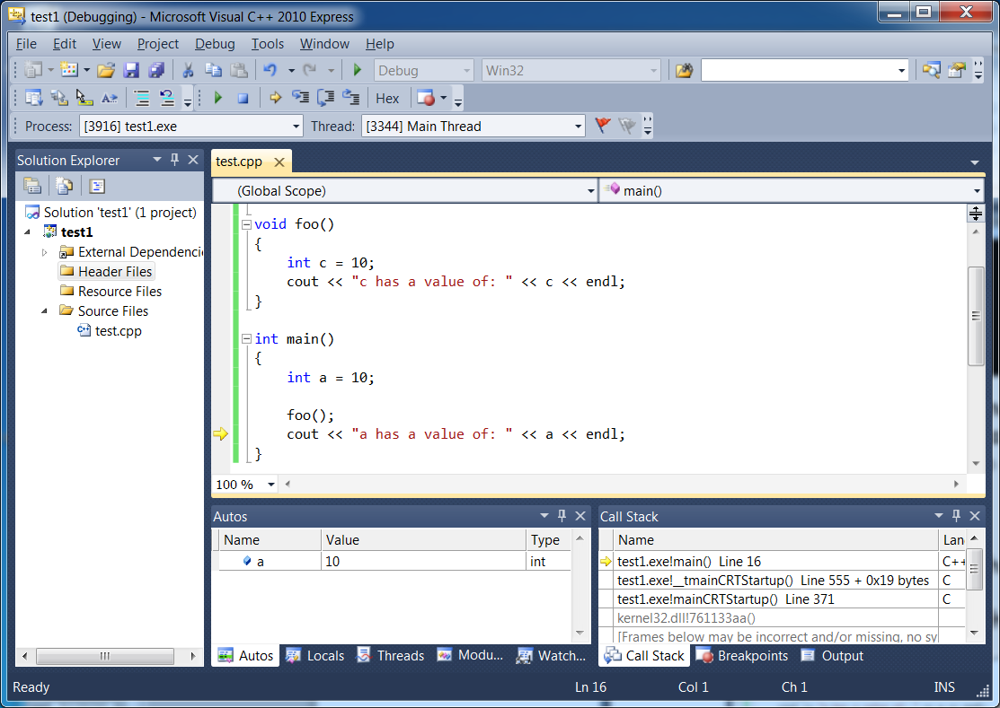 test1 (Debugging) - Microsoft Visual C++ 2010 Express
File Edit View Project Debug Tools Window Help
Debug Win32
Hex
Process: [3916] test1.exe Thread: [3344] Main Thread
Solution Explorer
Solution 'test1' (1 project)
test1
External Dependencie
Header Files
Resource Files
Source Files
test.cpp
test.cpp
(Global Scope) main()
void foo()
{
int c = 10;
cout << "c has a value of: " << c << endl;
}
int main()
{
int a = 10;
foo();
cout << "a has a value of: " << a << endl;
}
100 %
Autos
Name Value Type
a 10 int
Autos Locals Threads Modu... Watch...
Call Stack
Name Lan
test1.exe!main() Line 16 C++
test1.exe!__tmainCRTStartup() Line 555 + 0x19 bytes C
test1.exe!mainCRTStartup() Line 371 C
kernel32.dll!761133aa()
[Frames below may be incorrect and/or missing, no sy
Call Stack Breakpoints Output
Ready Ln 16 Col 1 Ch 1 INS